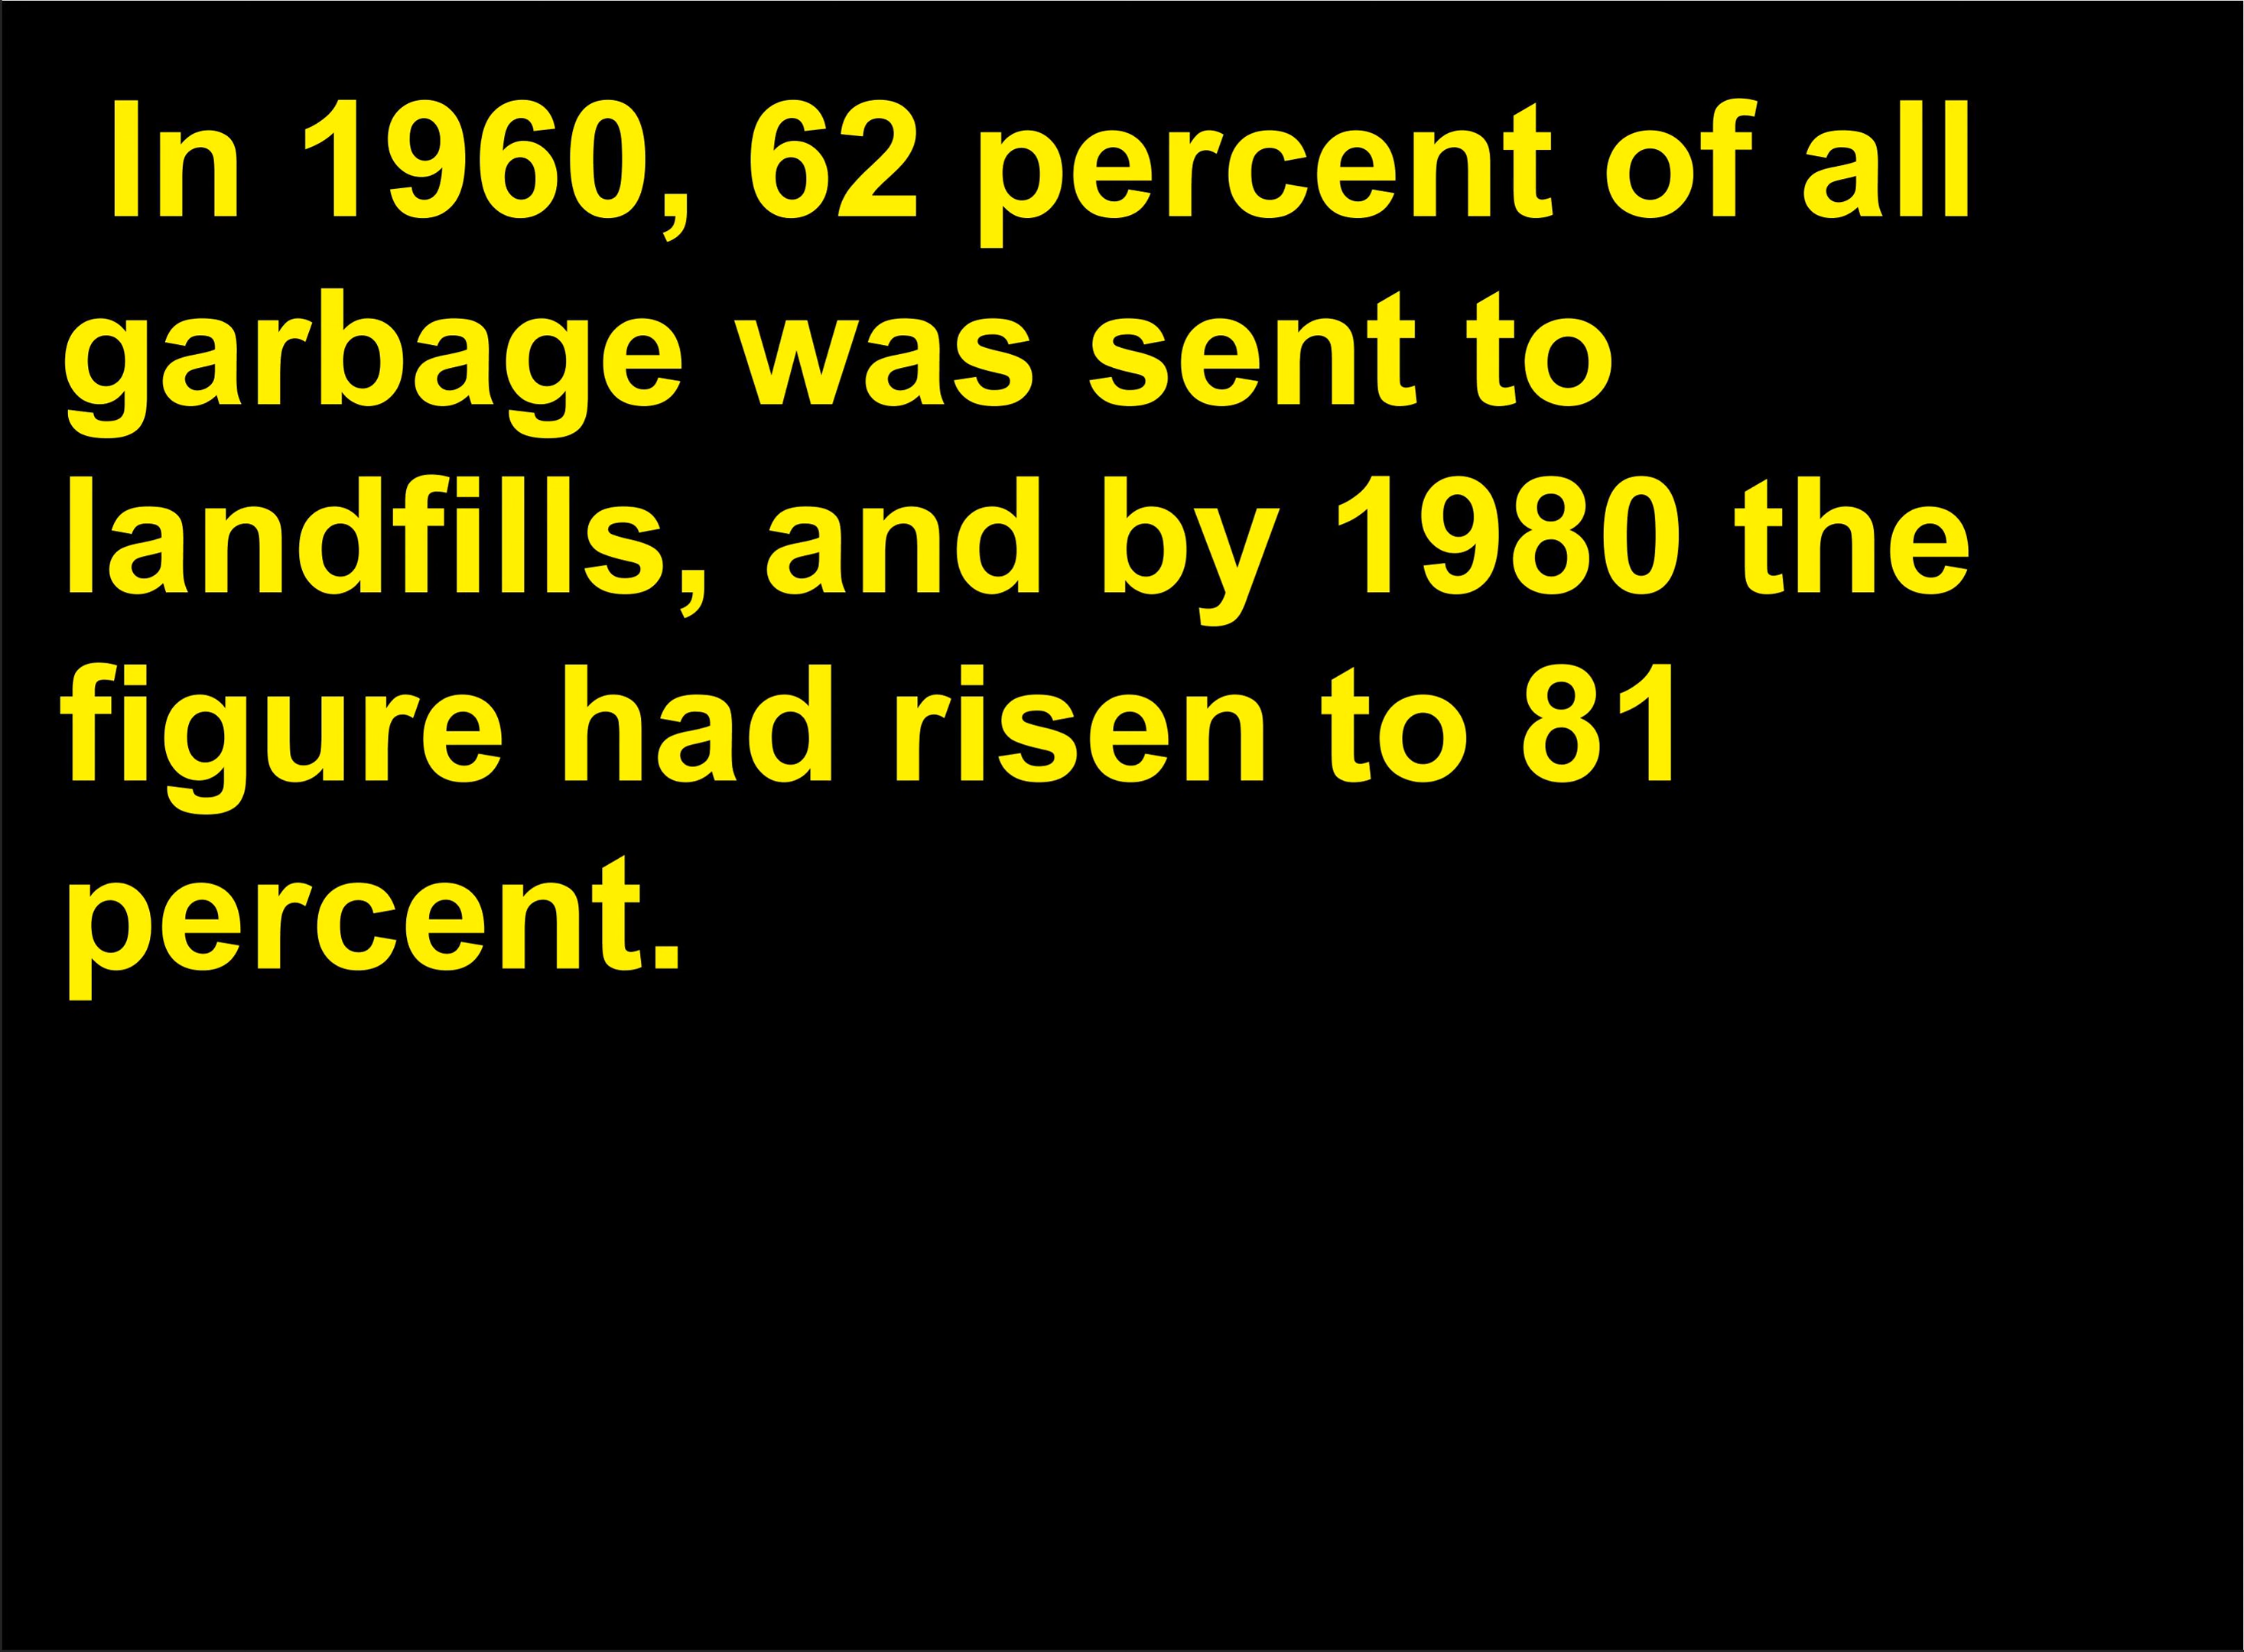 In 1960, 62 percent of all
garbage was sent to
landfills, and by 1980 the
figure had risen to 81
percent.